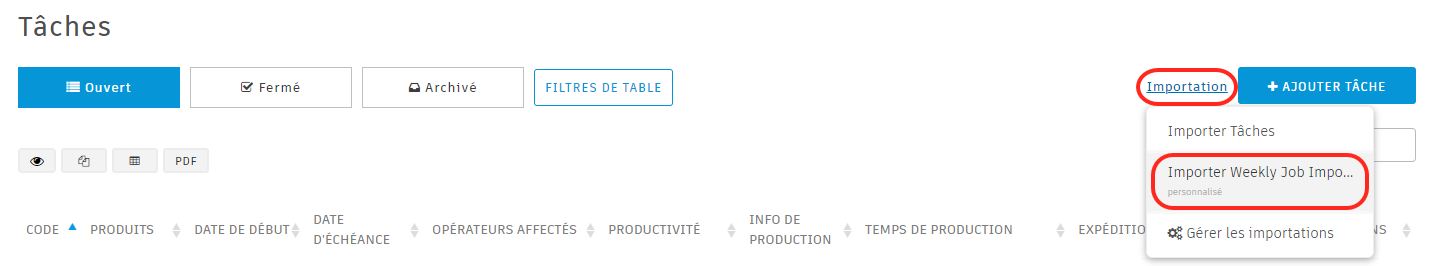 Tâches
Ouvert
Fermé
Archivé
FILTRES DE TABLE
Importation
+ AJOUTER TÂCHE
Importer Tâches
Importer Weekly Job Impo...
personnalisé
Gérer les importations
PDF
CODE
PRODUITS
DATE DE DÉBUT
DATE
D'ÉCHÉANCE
OPÉRATEURS AFFECTÉS
PRODUCTIVITÉ
INFO DE
PRODUCTION
TEMPS DE PRODUCTION
EXPÉDITIO
NS